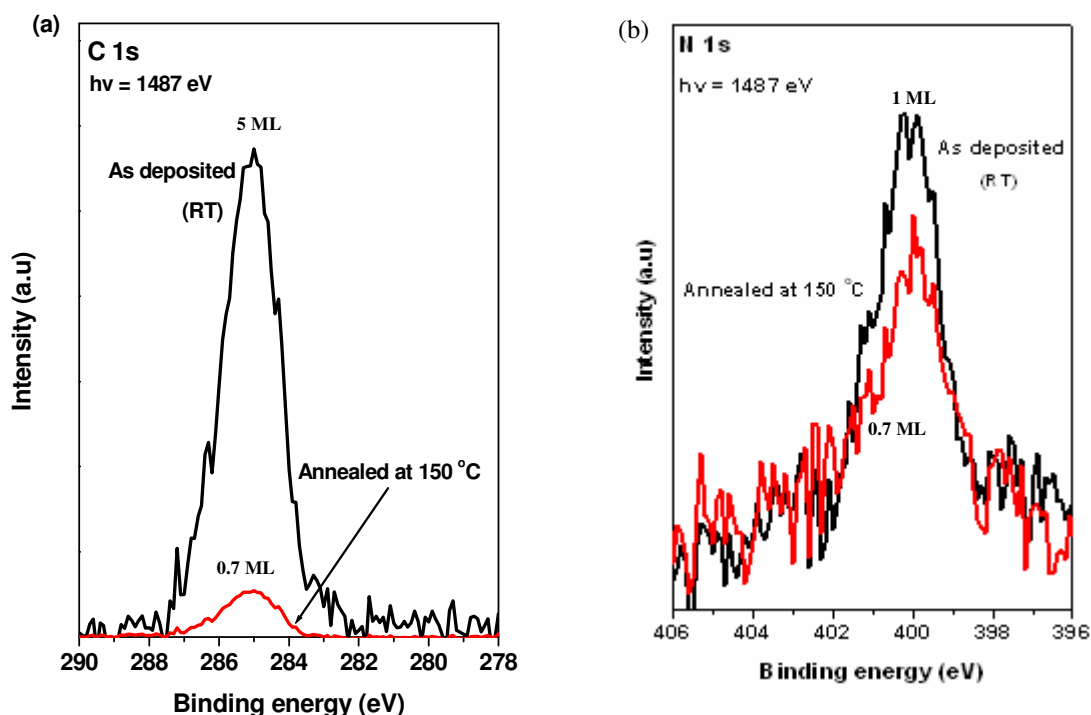 (a)
C 1s
hν = 1487 eV
5 ML
As deposited
(RT)
Annealed at 150 °C
0.7 ML
Intensity (a.u)
290 288 286 284 282 280 278
Binding energy (eV)
(b)
N 1s
hν = 1487 eV
1 ML
As deposited
(RT)
Annealed at 150 °C
0.7 ML
Intensity (a.u)
406 404 402 400 398 396
Binding energy (eV)